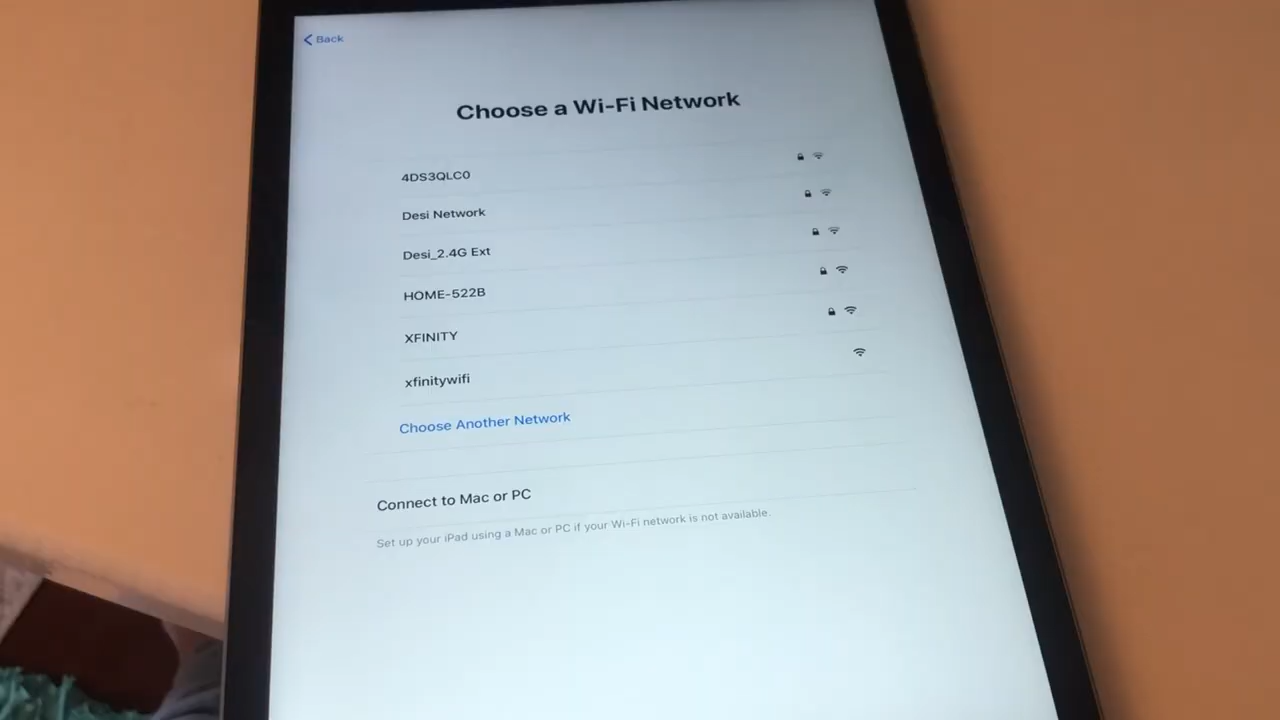 Back
Choose a Wi-Fi Network
4DS3QLC0
Desi Network
Desi_2.4G Ext
HOME-522B
XFINITY
xfinitywifi
Choose Another Network
Connect to Mac or PC
Set up your iPad using a Mac or PC if your Wi-Fi network is not available.